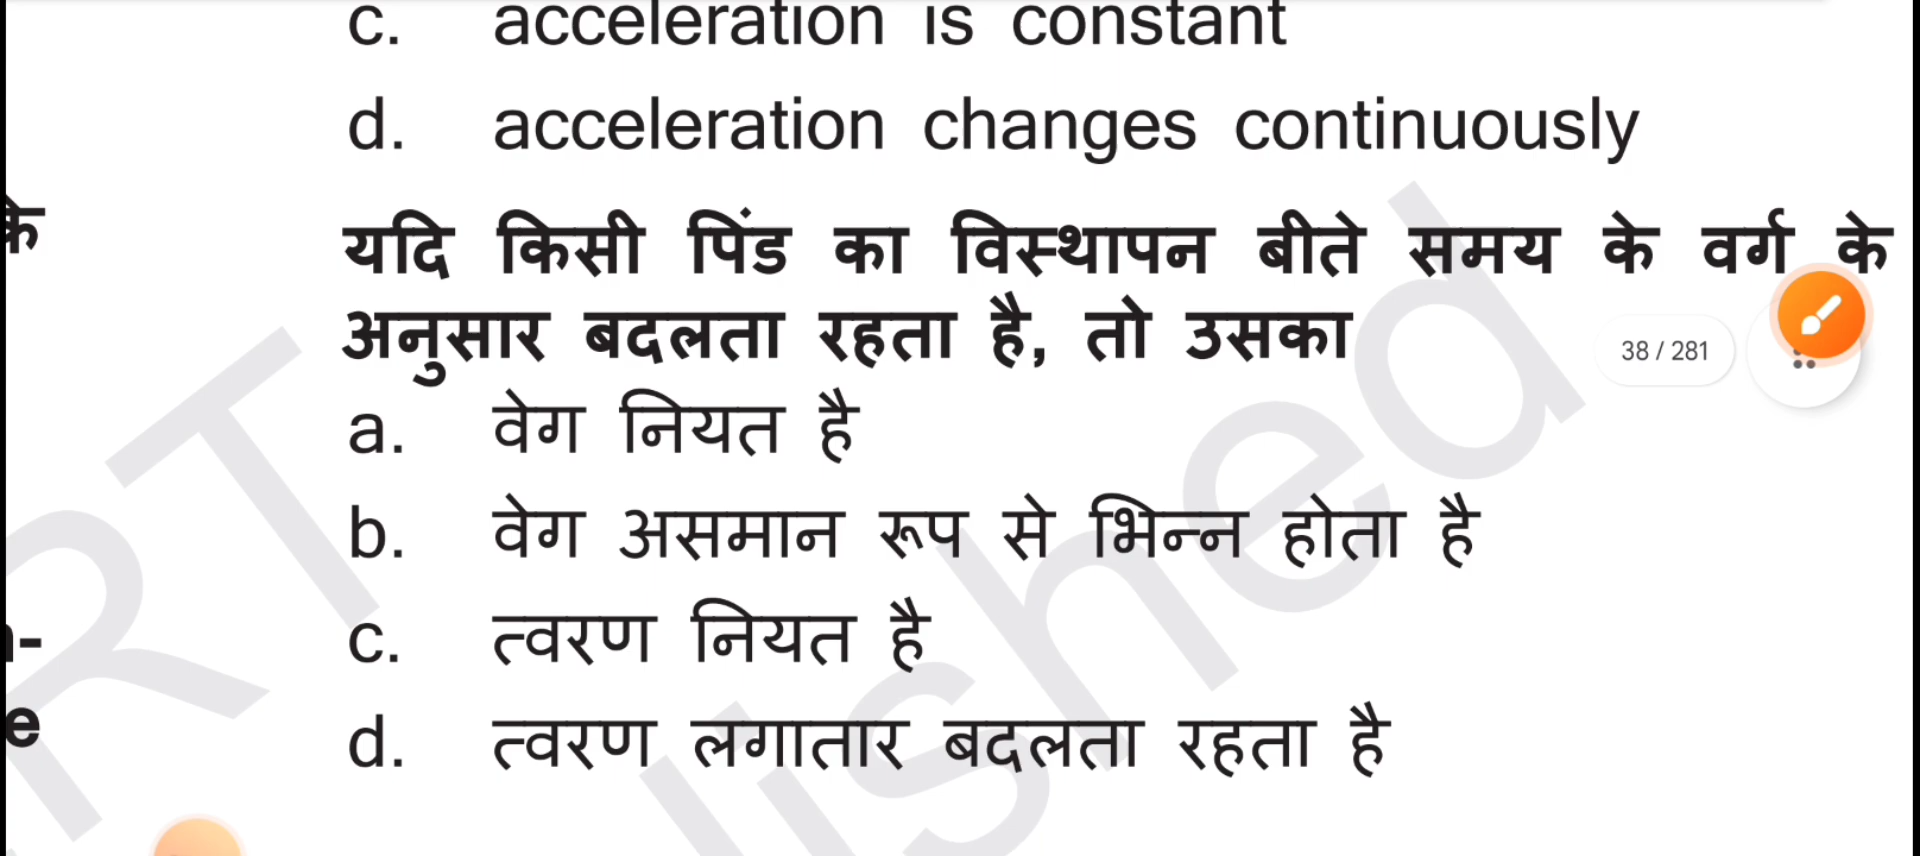 c. acceleration is constant
d. acceleration changes continuously
के
यदि किसी पिंड का विस्थापन बीते समय के वर्ग के
अनुसार बदलता रहता है, तो उसका
38 / 281
a. वेग नियत है
b. वेग असमान रूप से भिन्न होता है
c. त्वरण नियत है
d. त्वरण लगातार बदलता रहता है
e